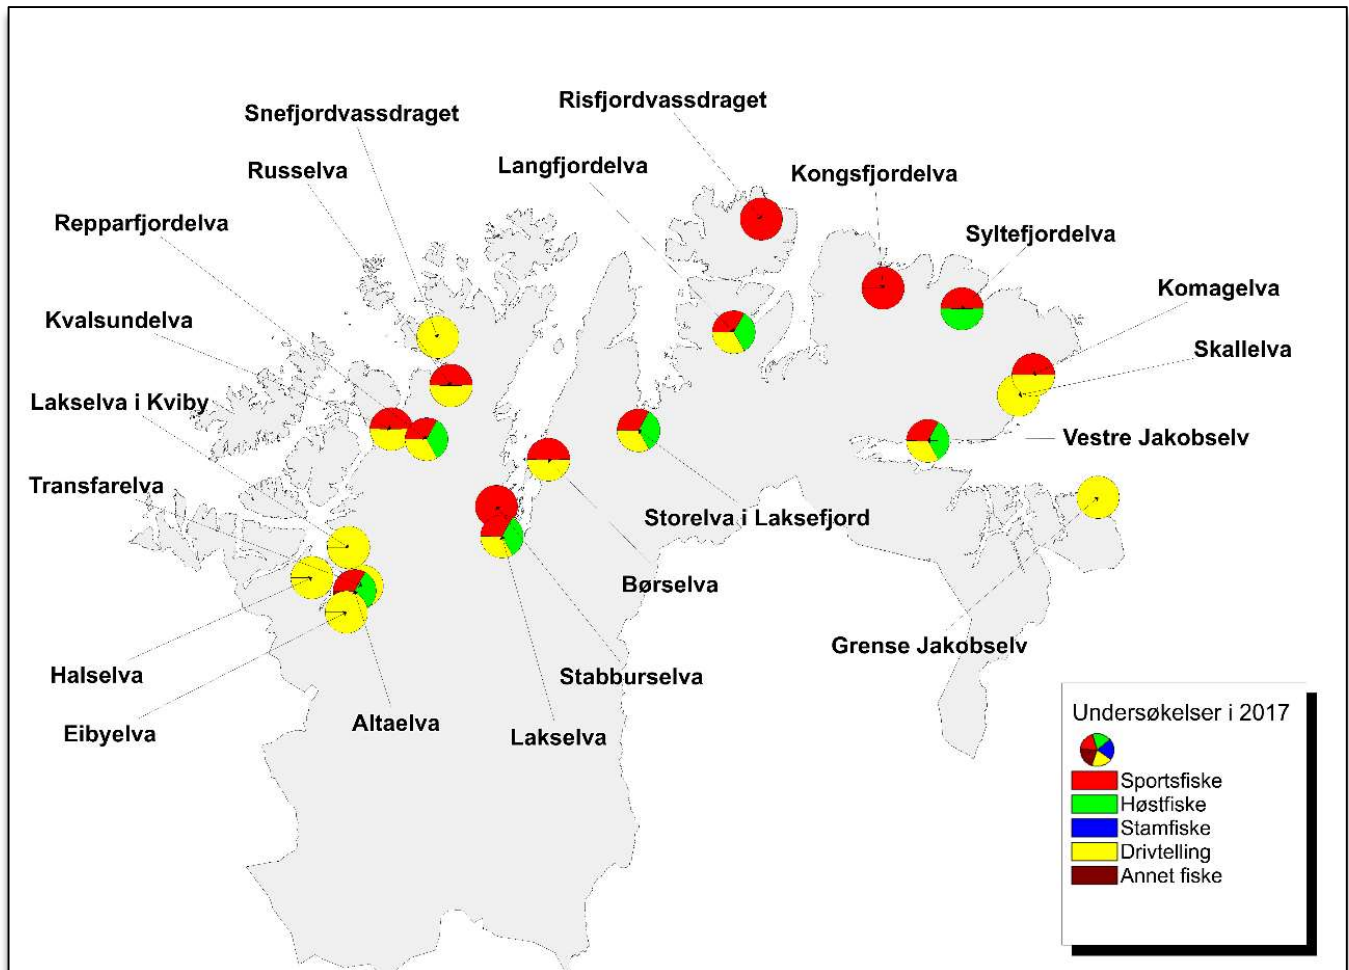 Risfjordvassdraget
Snefjordvassdraget
Langfjordelva
Russelva
Kongsfjordelva
Repparfjordelva
Syltefjordelva
Komagelva
Kvalsundelva
Skallelva
Lakselva i Kviby
Vestre Jakobselv
Transfarelva
Storelva i Laksefjord
Børselva
Grense Jakobselv
Halselva
Stabburselva
Eibyelva
Altaelva
Lakselva
Undersøkelser i 2017
Sportsfiske
Høstfiske
Stamfiske
Drivtelling
Annet fiske